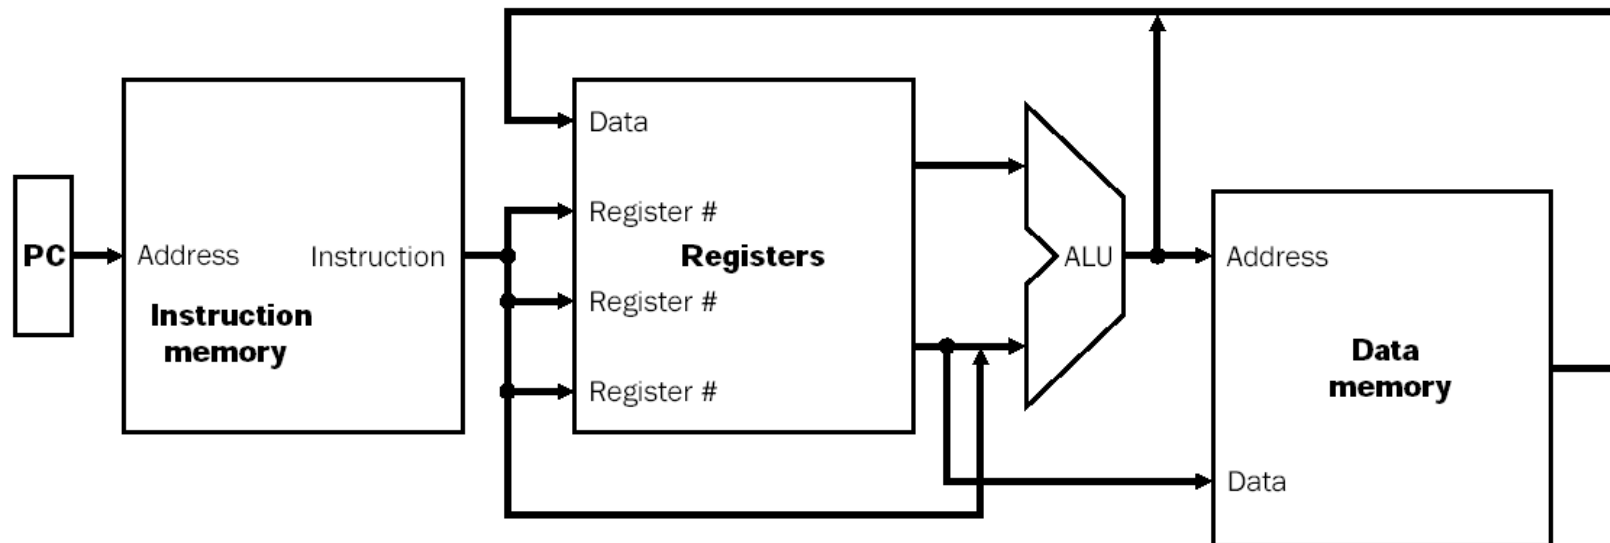 PC
Address
Instruction
Instruction
memory
Data
Register #
Registers
Register #
Register #
ALU
Address
Data
memory
Data